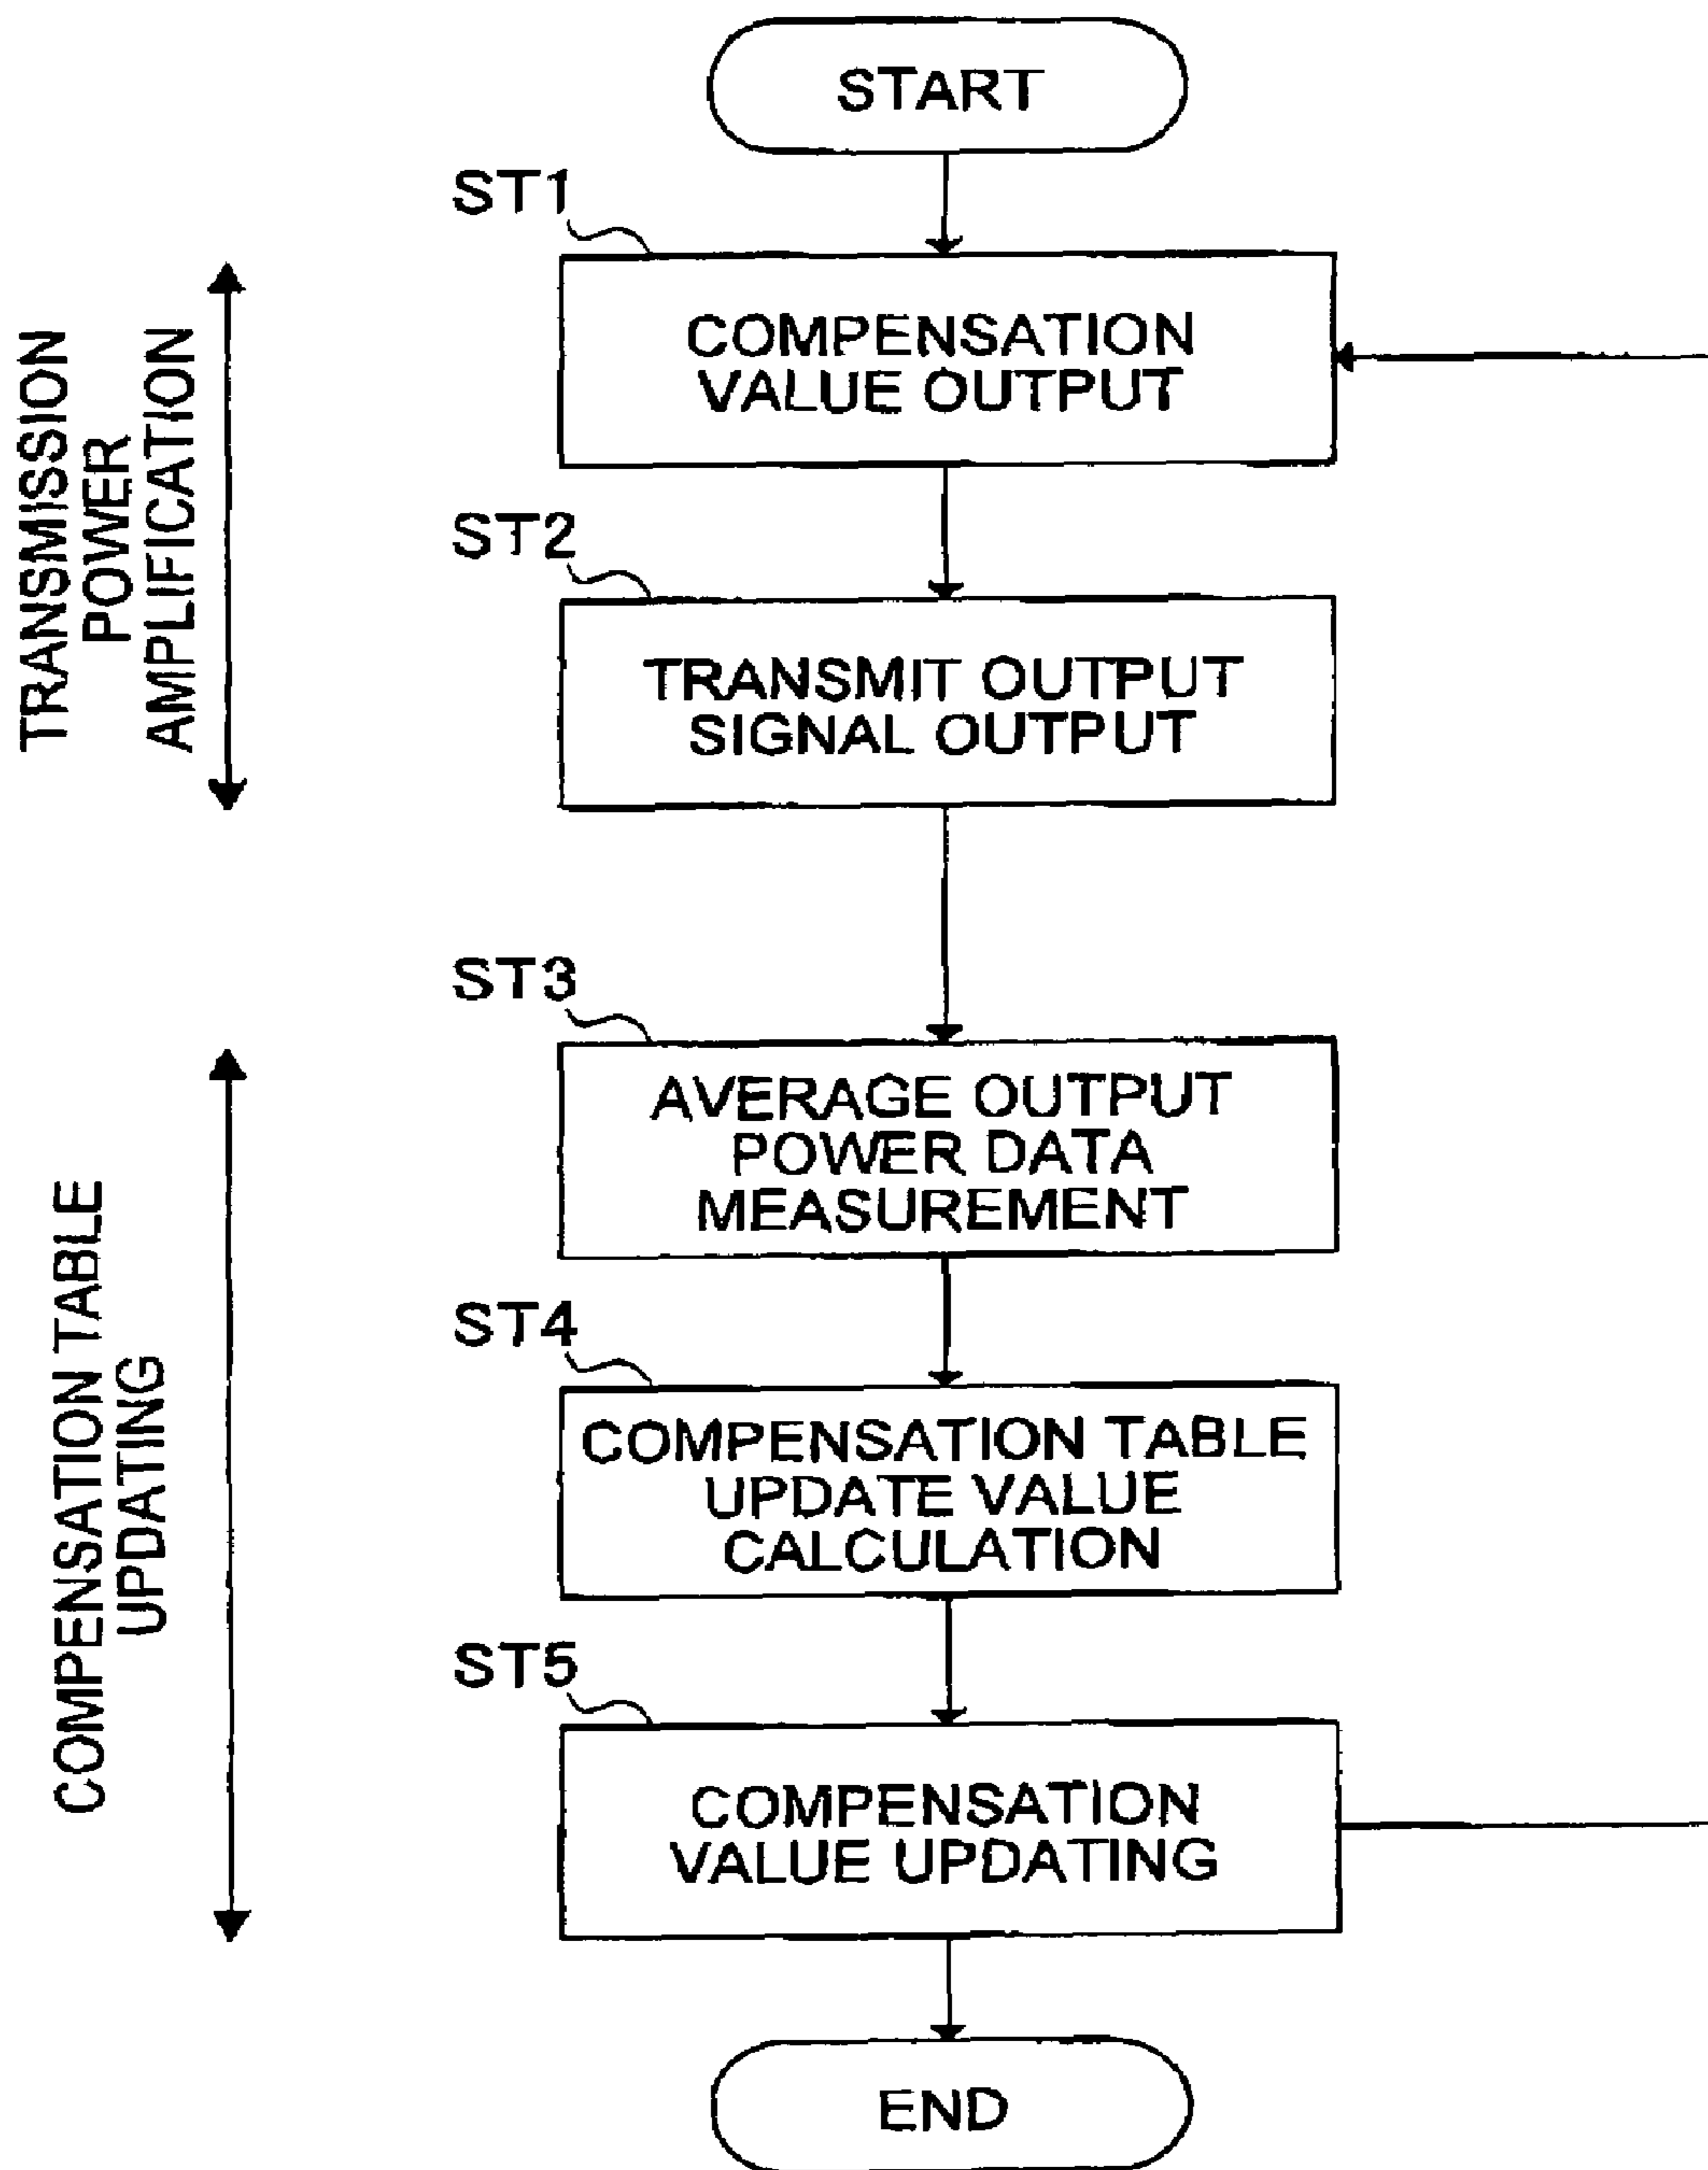 START
ST1
COMPENSATION
VALUE OUTPUT
TRANSMISSION
POWER
AMPLIFICATION
ST2
TRANSMIT OUTPUT
SIGNAL OUTPUT
ST3
AVERAGE OUTPUT
POWER DATA
MEASUREMENT
COMPENSATION TABLE
UPDATING
ST4
COMPENSATION TABLE
UPDATE VALUE
CALCULATION
ST5
COMPENSATION
VALUE UPDATING
END